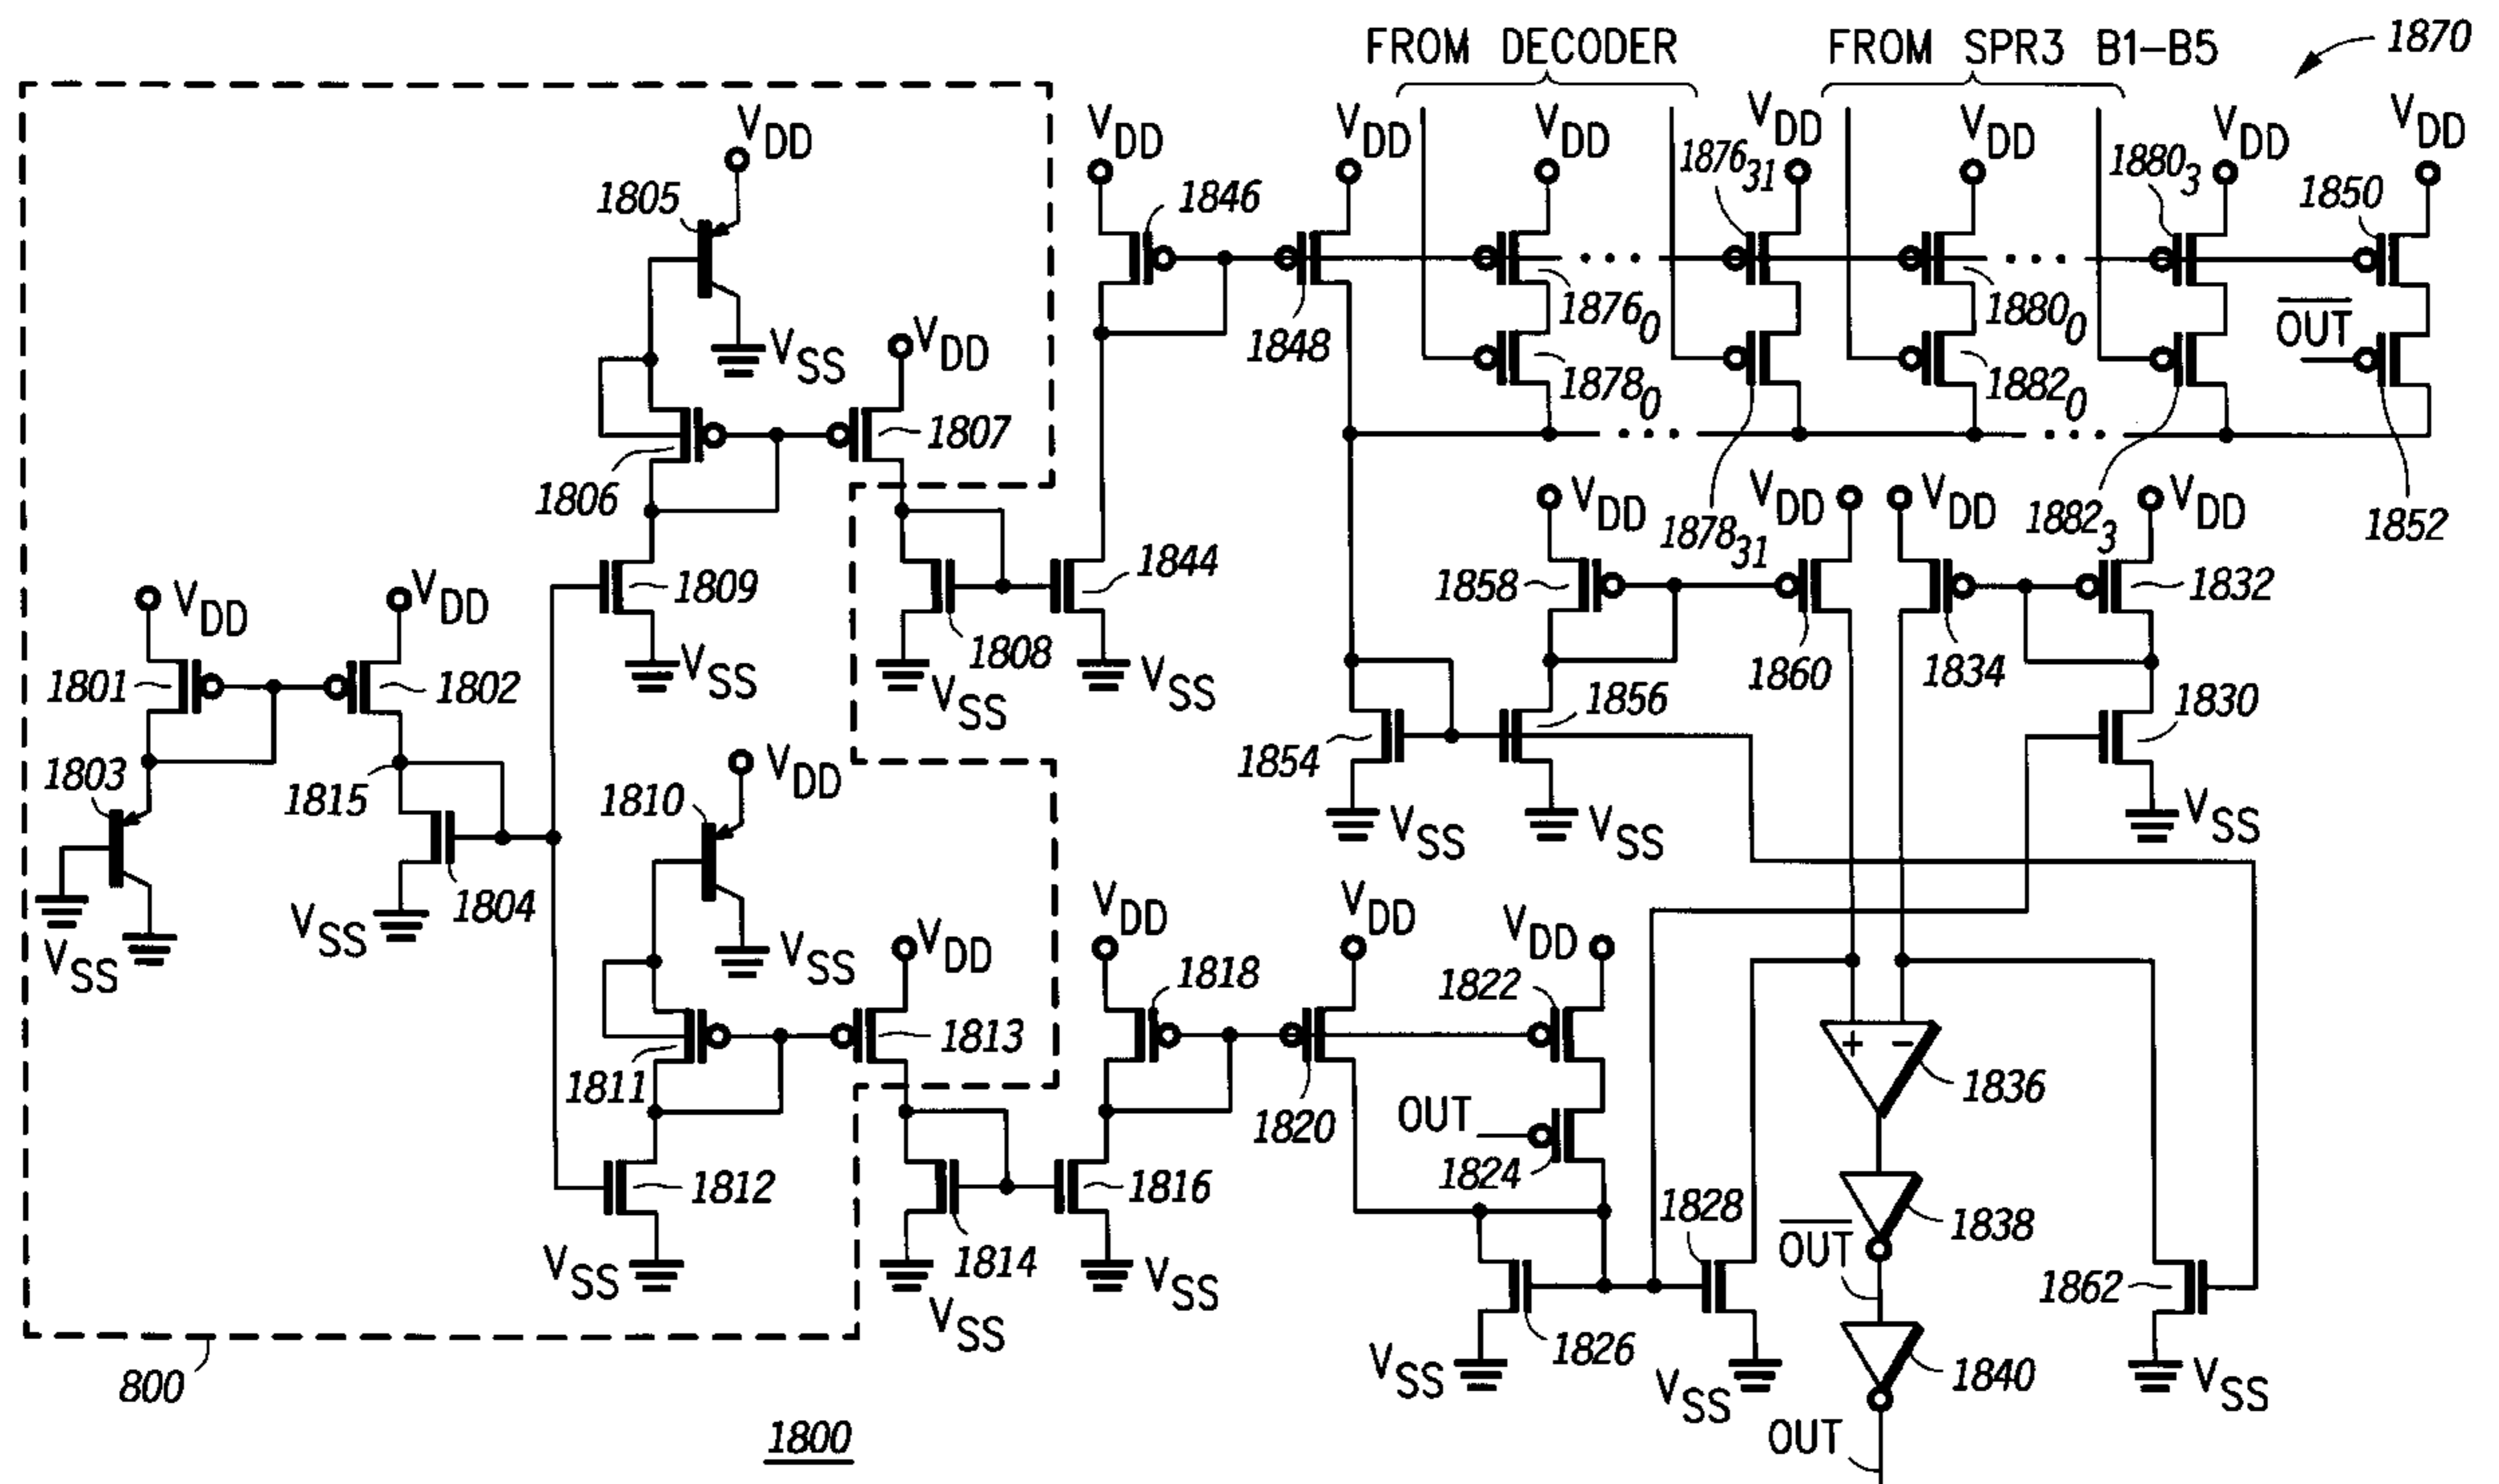 FROM DECODER
FROM SPR3 B1-B5
1870
VDD
VDD
VDD
VDD
VDD
VDD
VDD
VDD
1805
1846
1876 31
1880 3
1850
1876 0
1880 0
OUT
1848
VSS
VDD
1878 0
1882 0
1807
1806
VDD
VDD
VDD
VDD
1878 31
1882 3
1852
1809
1844
1858
1832
VDD
VDD
1808
1860
1834
1801
1802
VSS
VSS
VSS
1856
1830
1803
1815
1810
VDD
1854
VSS
VSS
VSS
1804
VSS
VSS
VSS
VDD
VDD
VDD
VDD
1818
1822
1813
1836
1811
1820
OUT
1824
1812
1816
1828
1838
OUT
1814
VSS
VSS
VSS
1862
1826
1840
VSS
VSS
VSS
800
1800
OUT